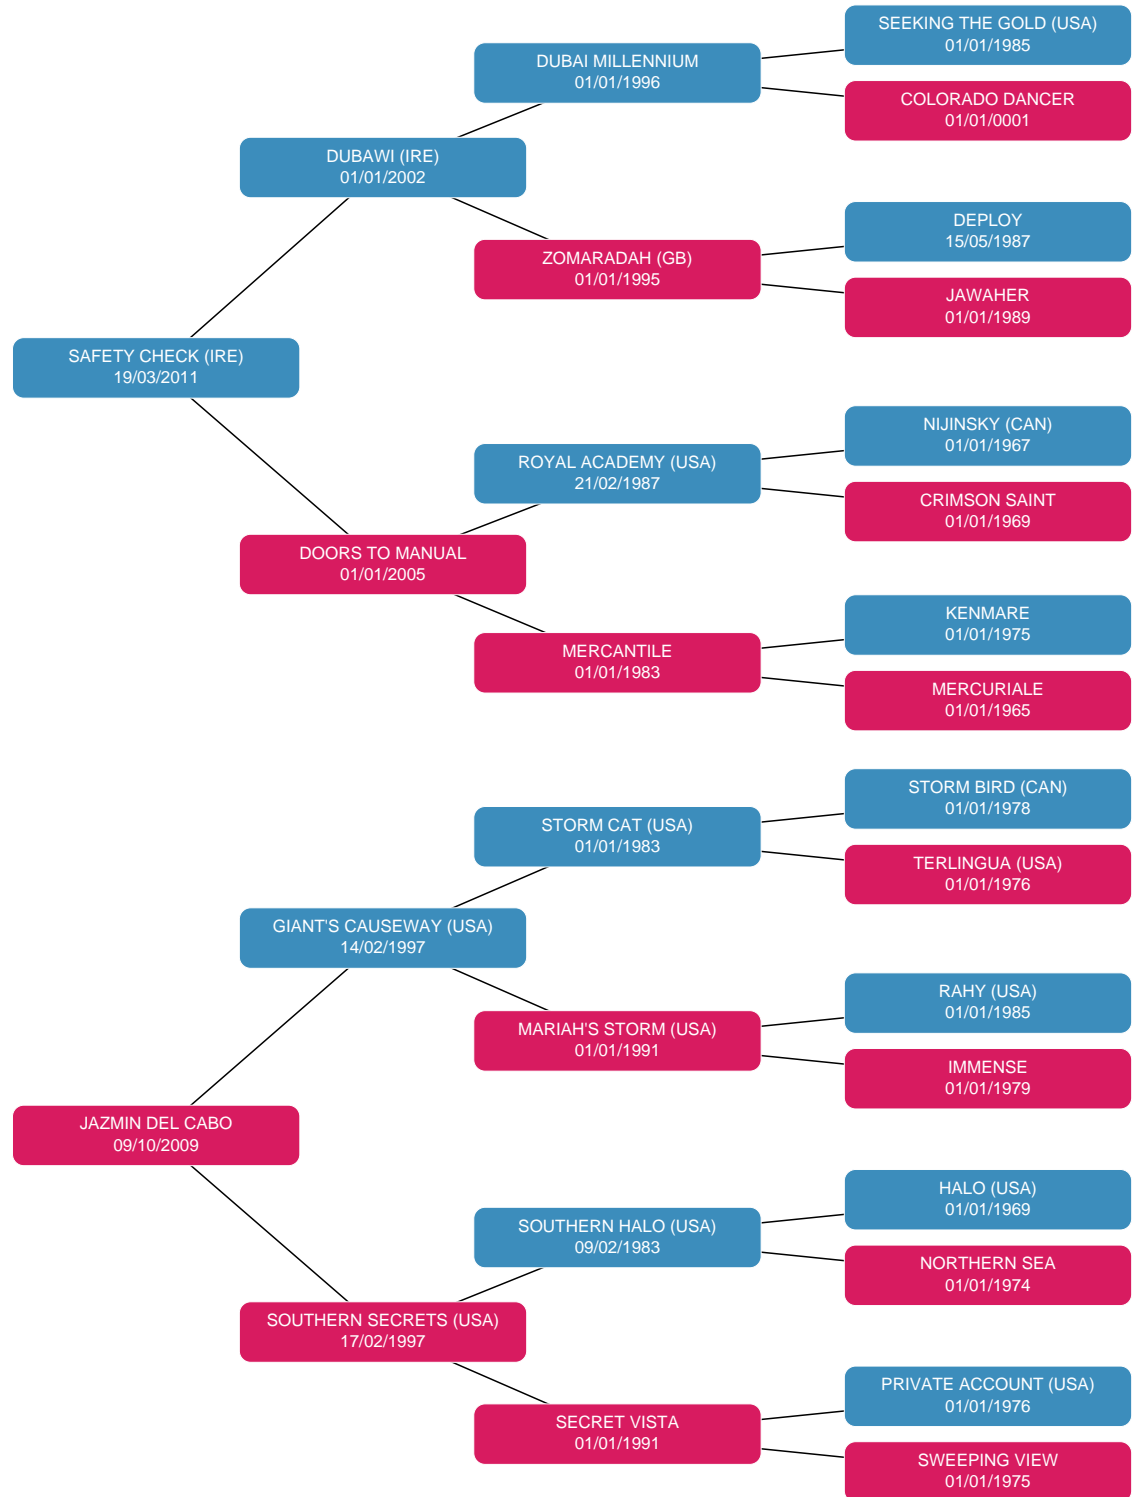 SEEKING THE GOLD (USA)
01/01/1985
DUBAI MILLENNIUM
01/01/1996
COLORADO DANCER
01/01/0001
DUBAWI (IRE)
01/01/2002
DEPLOY
15/05/1987
ZOMARADAH (GB)
01/01/1995
JAWAHER
01/01/1989
SAFETY CHECK (IRE)
19/03/2011
NIJINSKY (CAN)
01/01/1967
ROYAL ACADEMY (USA)
21/02/1987
CRIMSON SAINT
01/01/1969
DOORS TO MANUAL
01/01/2005
KENMARE
01/01/1975
MERCANTILE
01/01/1983
MERCURIALE
01/01/1965
STORM BIRD (CAN)
01/01/1978
STORM CAT (USA)
01/01/1983
TERLINGUA (USA)
01/01/1976
GIANT'S CAUSEWAY (USA)
14/02/1997
RAHY (USA)
01/01/1985
MARIAH'S STORM (USA)
01/01/1991
IMMENSE
01/01/1979
JAZMIN DEL CABO
09/10/2009
HALO (USA)
01/01/1969
SOUTHERN HALO (USA)
09/02/1983
NORTHERN SEA
01/01/1974
SOUTHERN SECRETS (USA)
17/02/1997
PRIVATE ACCOUNT (USA)
01/01/1976
SECRET VISTA
01/01/1991
SWEEPING VIEW
01/01/1975